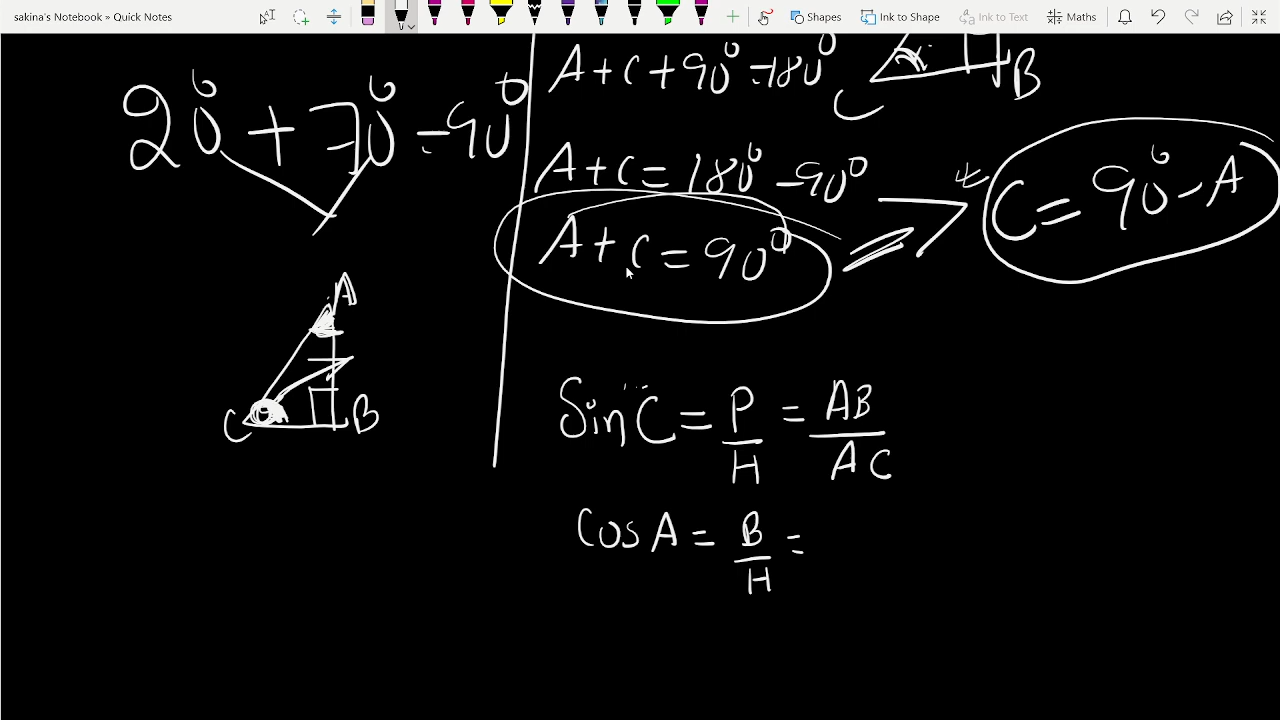 sakina's Notebook » Quick Notes
Shapes
Ink to Shape
Ink to Text
Maths
20° + 70° = 90°
A + C + 90° = 180°
C
B
A + C = 180° - 90°
A + C = 90°
C = 90° - A
A
C
B
Sin C = P/H = AB/AC
Cos A = B/H =